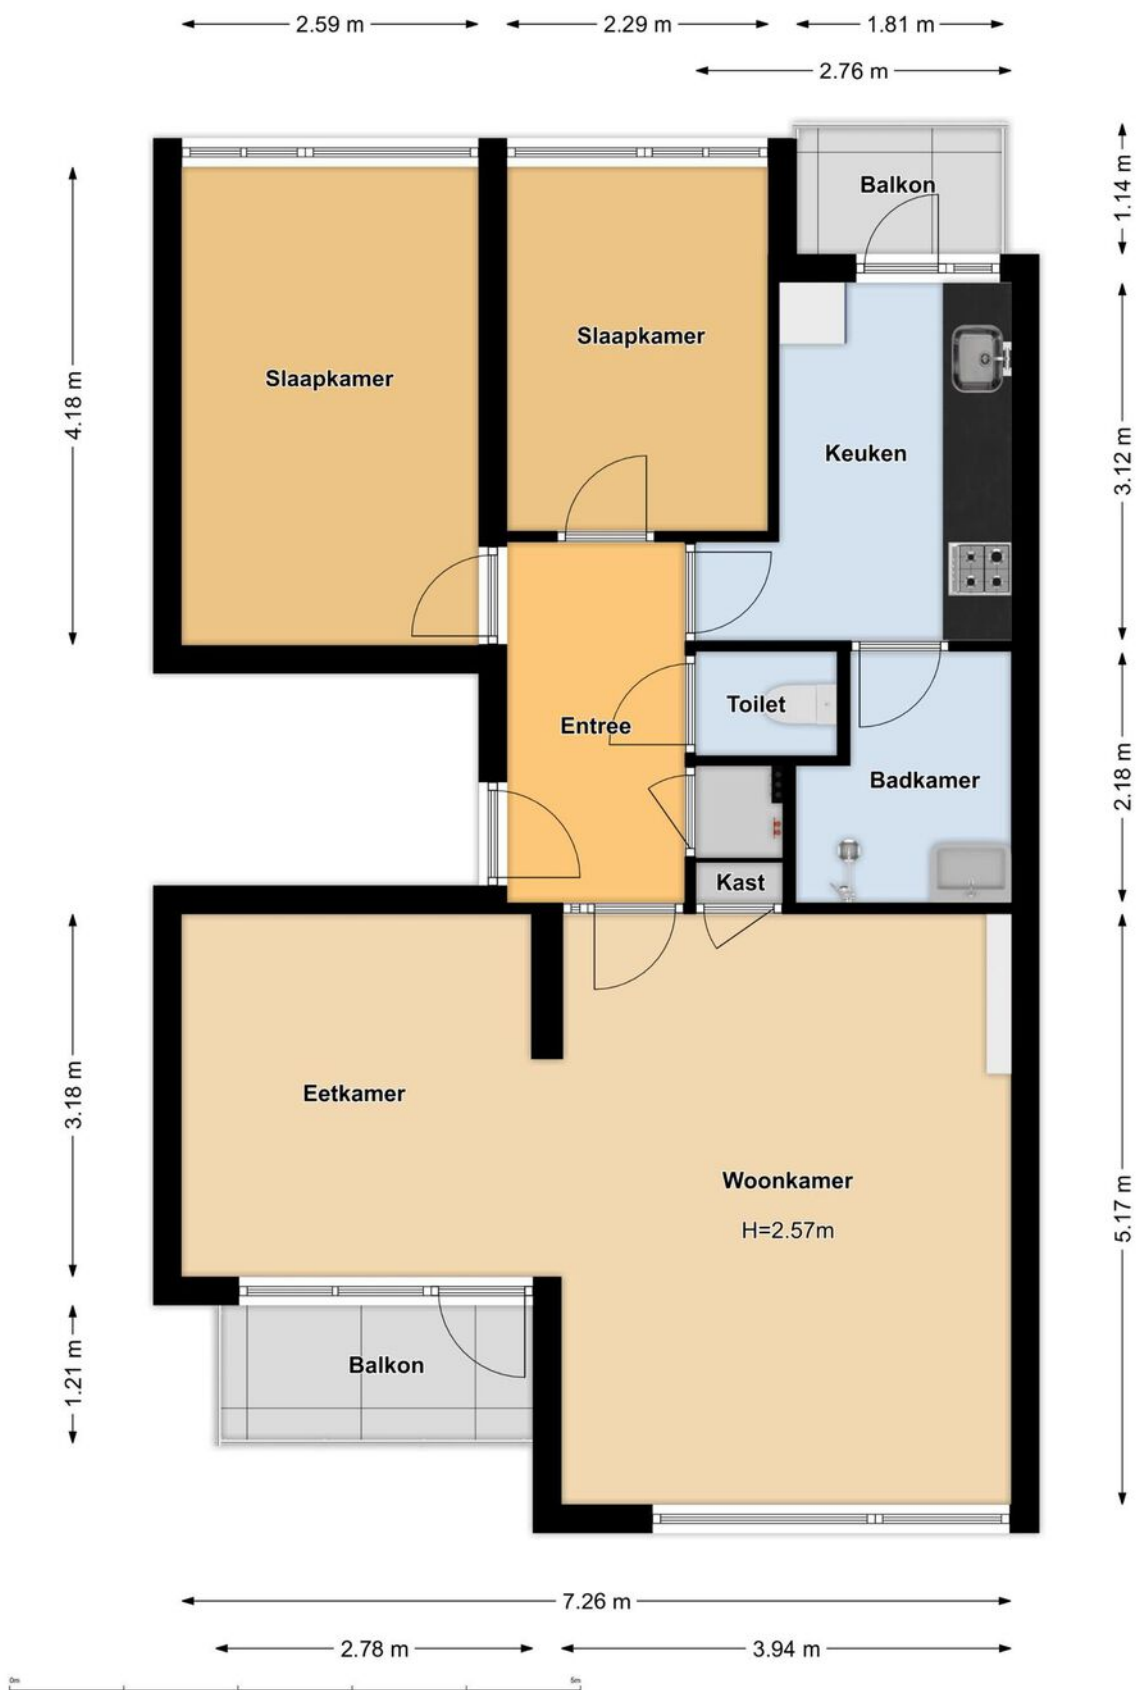 2.59 m
2.29 m
1.81 m
2.76 m
Balkon
1.14 m
Slaapkamer
Slaapkamer
4.18 m
Keuken
3.12 m
Toilet
Entree
Badkamer
2.18 m
Kast
Eetkamer
3.18 m
Woonkamer
H=2.57m
5.17 m
Balkon
1.21 m
7.26 m
2.78 m
3.94 m
0m
5m